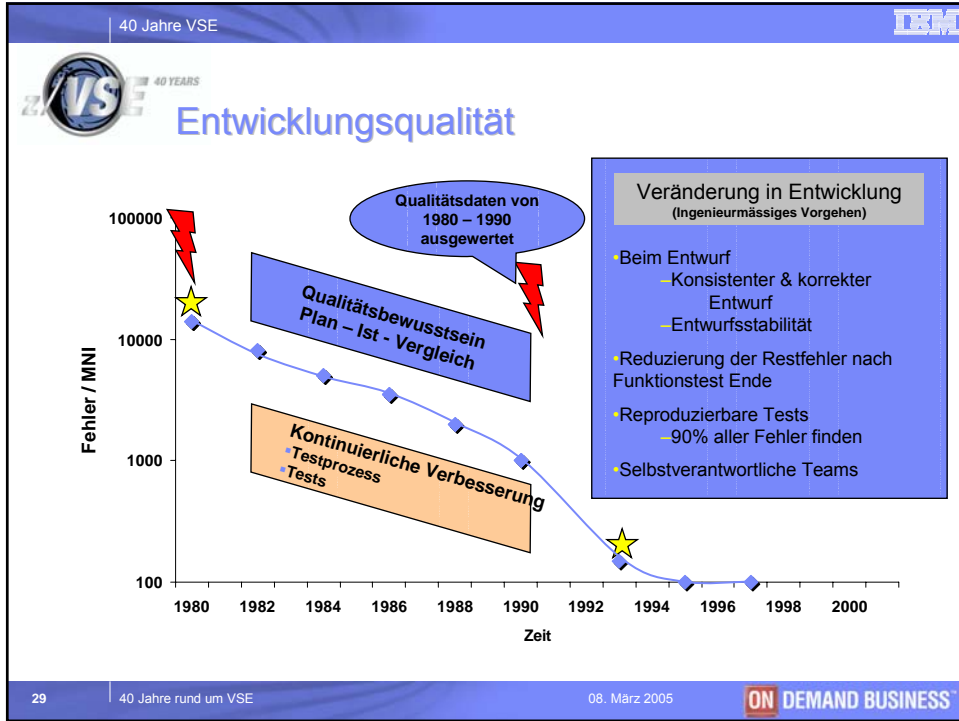 40 Jahre VSE
IBM
z/VSE
40 YEARS
Entwicklungsqualität
Qualitätsdaten von
1980 – 1990
ausgewertet
Veränderung in Entwicklung
(Ingenieurmässiges Vorgehen)
•Beim Entwurf
–Konsistenter & korrekter
Entwurf
–Entwurfsstabilität
•Reduzierung der Restfehler nach
Funktionstest Ende
•Reproduzierbare Tests
–90% aller Fehler finden
•Selbstverantwortliche Teams
Qualitätsbewusstsein
Plan – Ist - Vergleich
Kontinuierliche Verbesserung
▪Testprozess
▪Tests
Fehler / MNI
100000
10000
1000
100
1980 1982 1984 1986 1988 1990 1992 1994 1996 1998 2000
Zeit
29
40 Jahre rund um VSE
08. März 2005
ON DEMAND BUSINESS™